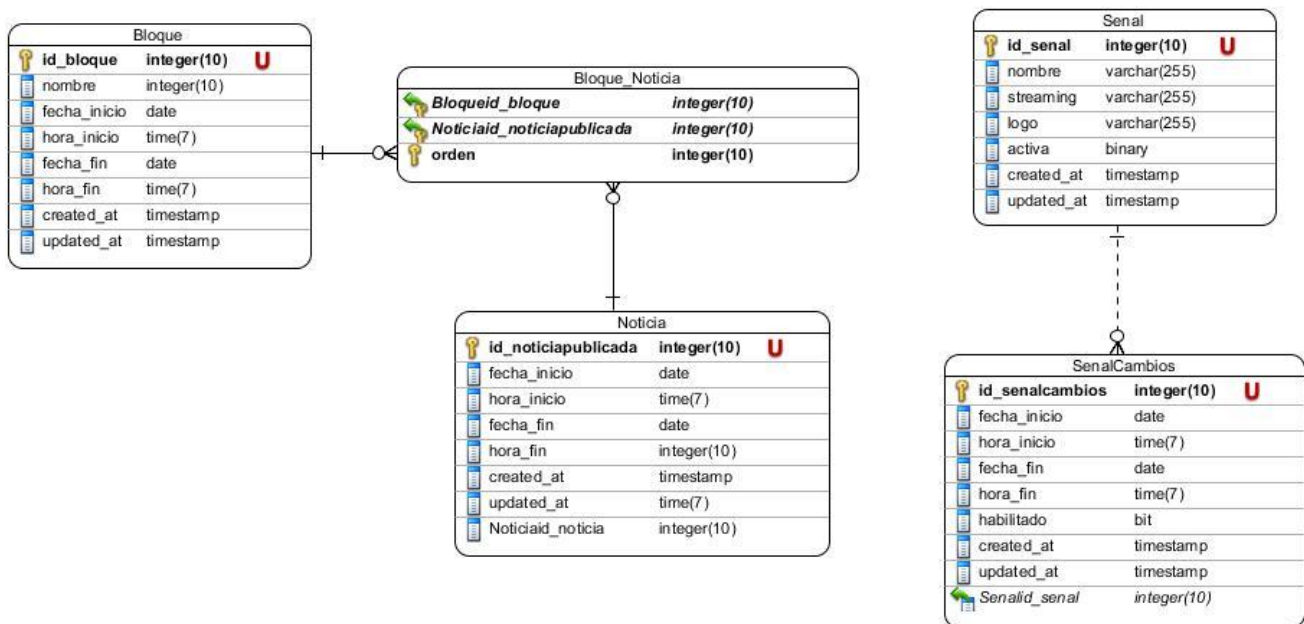 Bloque
id_bloque integer(10) U
nombre integer(10)
fecha_inicio date
hora_inicio time(7)
fecha_fin date
hora_fin time(7)
created_at timestamp
updated_at timestamp
Bloque_Noticia
Bloqueid_bloque integer(10)
Noticiaid_noticiapublicada integer(10)
orden integer(10)
Noticia
id_noticiapublicada integer(10) U
fecha_inicio date
hora_inicio time(7)
fecha_fin date
hora_fin integer(10)
created_at timestamp
updated_at time(7)
Noticiaid_noticia integer(10)
Senal
id_senal integer(10) U
nombre varchar(255)
streaming varchar(255)
logo varchar(255)
activa binary
created_at timestamp
updated_at timestamp
SenalCambios
id_senalcambios integer(10) U
fecha_inicio date
hora_inicio time(7)
fecha_fin date
hora_fin time(7)
habilitado bit
created_at timestamp
updated_at timestamp
Senalid_senal integer(10)